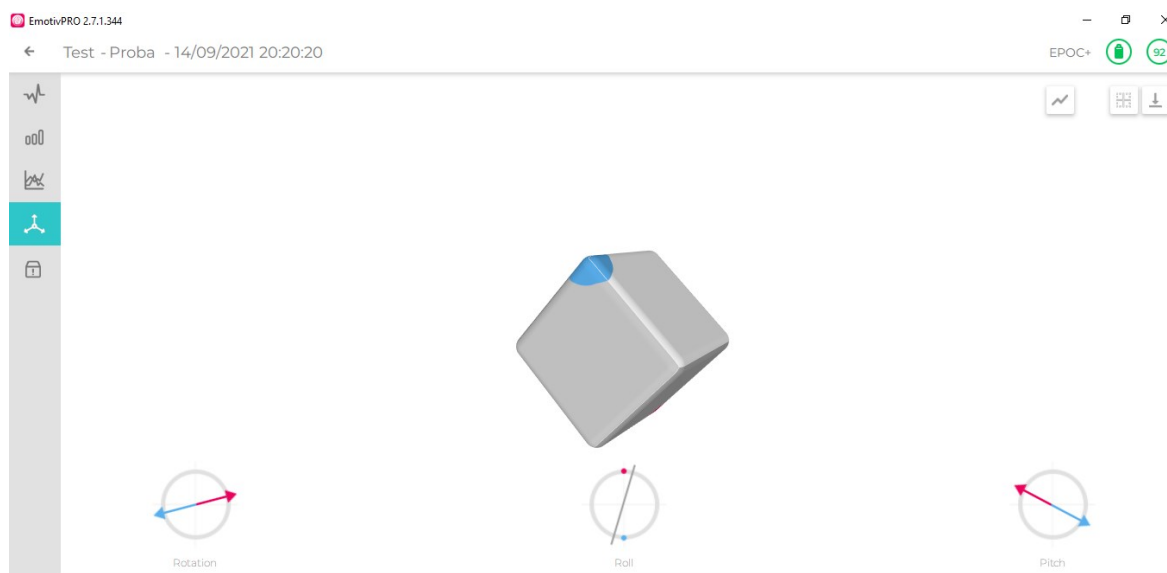 EmotivPRO 2.7.1.344
Test - Proba - 14/09/2021 20:20:20
EPOC+
92
Rotation
Roll
Pitch